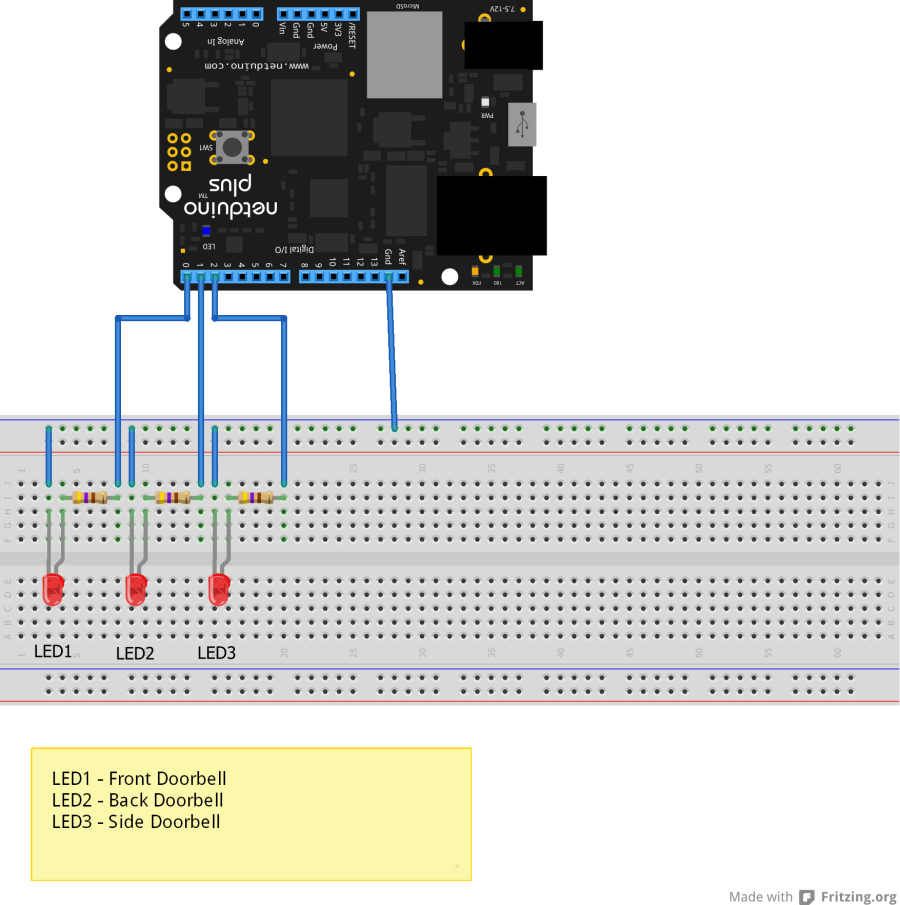 MicroSD
7.5-12V
5 4 3 2 1 0
Vin Gnd Gnd 5V 3V3 /RESET
Analog In
Power
www.netduino.com
PWR
SW1
netduino
plus
TM
LED
Digital I/O
0 1 2 3 4 5 6 7 8 9 10 11 12 13 Gnd Aref
FDX 100 ACT
1 5 10 25 30 35 40 45 50 55 60
J J
I I
H H
G G
F F
E E
D D
C C
B B
A A
LED1 LED2 LED3
1 5 20 25 30 35 40 45 50 55 60
LED1 - Front Doorbell
LED2 - Back Doorbell
LED3 - Side Doorbell
Made with Fritzing.org